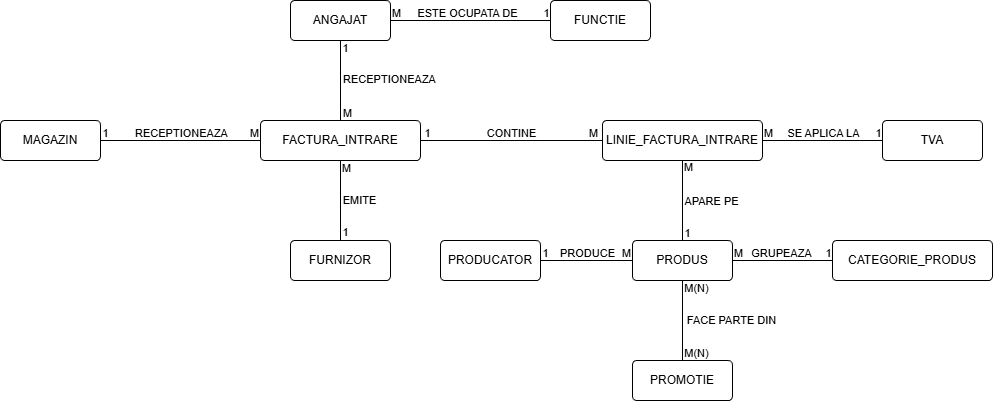 ANGAJAT
M
ESTE OCUPATA DE
1
FUNCTIE
1
RECEPTIONEAZA
M
MAGAZIN
1
RECEPTIONEAZA
M
FACTURA_INTRARE
1
CONTINE
M
LINIE_FACTURA_INTRARE
M
SE APLICA LA
1
TVA
M
EMITE
1
FURNIZOR
M
APARE PE
1
PRODUCATOR
1
PRODUCE
M
PRODUS
M
GRUPEAZA
1
CATEGORIE_PRODUS
M(N)
FACE PARTE DIN
M(N)
PROMOTIE